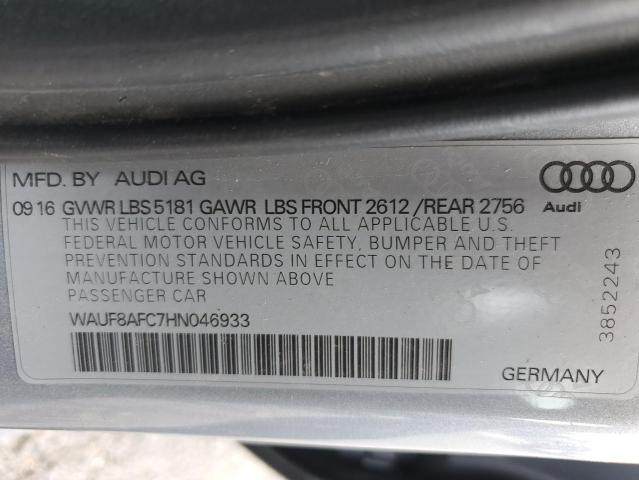 MFD. BY AUDI AG
09 16 GVWR LBS 5181 GAWR LBS FRONT 2612 /REAR 2756
Audi
THIS VEHICLE CONFORMS TO ALL APPLICABLE U.S.
FEDERAL MOTOR VEHICLE SAFETY, BUMPER AND THEFT
PREVENTION STANDARDS IN EFFECT ON THE DATE OF
MANUFACTURE SHOWN ABOVE
PASSENGER CAR
WAUF8AFC7HN046933
3852243
GERMANY